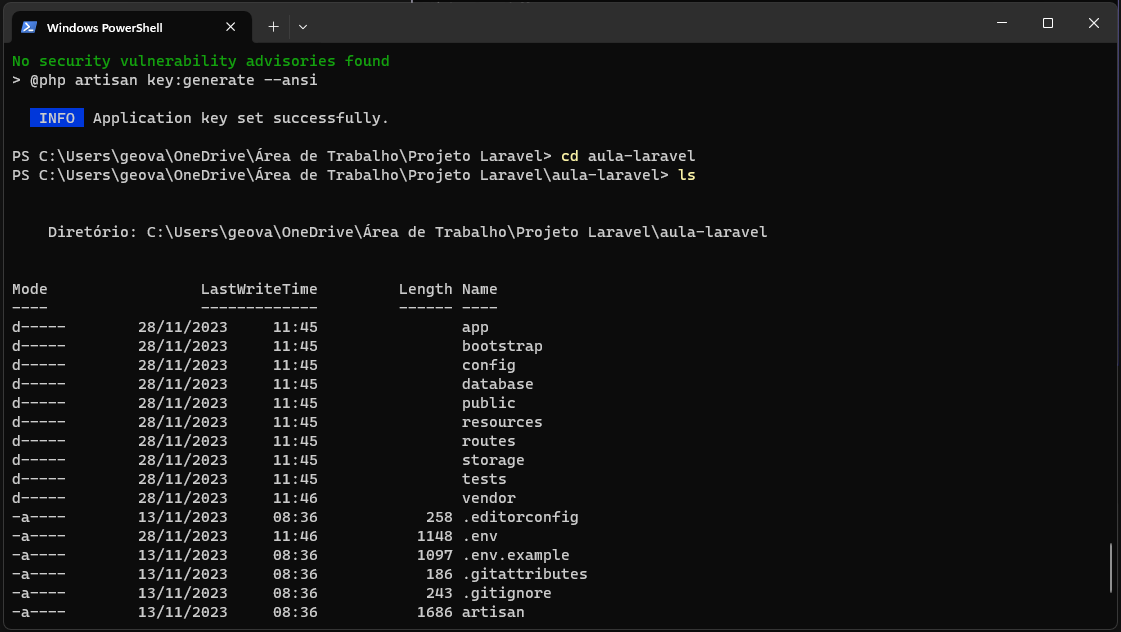 Windows PowerShell
No security vulnerability advisories found
> @php artisan key:generate --ansi
INFO Application key set successfully.
PS C:\Users\geova\OneDrive\Área de Trabalho\Projeto Laravel> cd aula-laravel
PS C:\Users\geova\OneDrive\Área de Trabalho\Projeto Laravel\aula-laravel> ls
Diretório: C:\Users\geova\OneDrive\Área de Trabalho\Projeto Laravel\aula-laravel
Mode LastWriteTime Length Name
---- ------------- ------ ----
d----- 28/11/2023 11:45 app
d----- 28/11/2023 11:45 bootstrap
d----- 28/11/2023 11:45 config
d----- 28/11/2023 11:45 database
d----- 28/11/2023 11:45 public
d----- 28/11/2023 11:45 resources
d----- 28/11/2023 11:45 routes
d----- 28/11/2023 11:45 storage
d----- 28/11/2023 11:45 tests
d----- 28/11/2023 11:46 vendor
-a---- 13/11/2023 08:36 258 .editorconfig
-a---- 28/11/2023 11:46 1148 .env
-a---- 13/11/2023 08:36 1097 .env.example
-a---- 13/11/2023 08:36 186 .gitattributes
-a---- 13/11/2023 08:36 243 .gitignore
-a---- 13/11/2023 08:36 1686 artisan